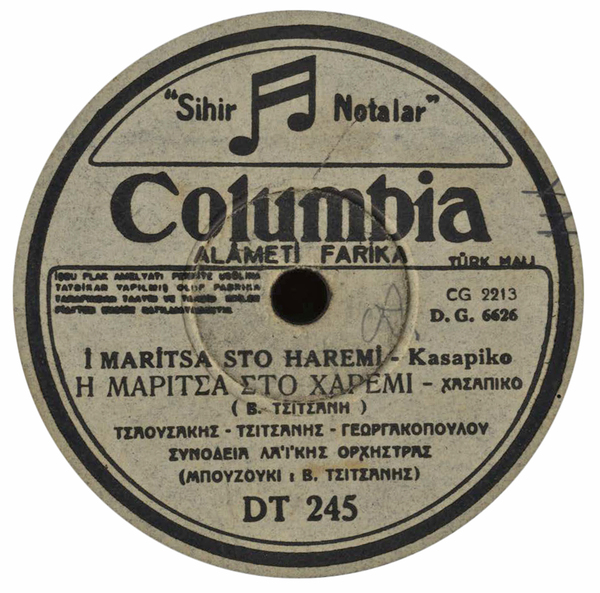 "Sihir Notalar"
Columbia
ALÂMETİ FARİKA
TÜRK MALI
CG 2213
D. G. 6626
İ MARİTSA STO HAREMİ - Kasapiko
Η ΜΑΡΙΤΣΑ ΣΤΟ ΧΑΡΕΜΙ - ΧΑΣΑΠΙΚΟ
( Β. ΤΣΙΤΣΑΝΗ )
ΤΣΑΟΥΣΑΚΗΣ - ΤΣΙΤΣΑΝΗΣ - ΓΕΩΡΓΑΚΟΠΟΥΛΟΥ
ΣΥΝΟΔΕΙΑ ΛΑ'Ι'ΚΗΣ ΟΡΧΗΣΤΡΑΣ
(ΜΠΟΥΖΟΥΚΙ : Β. ΤΣΙΤΣΑΝΗΣ)
DT 245